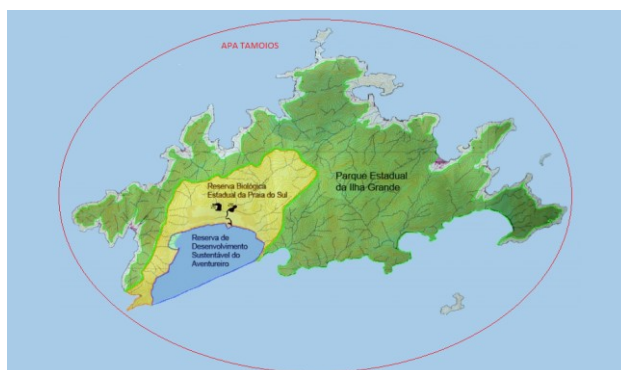 APA TAMOIOS
Parque Estadual
da Ilha Grande
Reserva Biológica
Estadual da Praia do Sul
Reserva de
Desenvolvimento
Sustentável do
Aventureiro